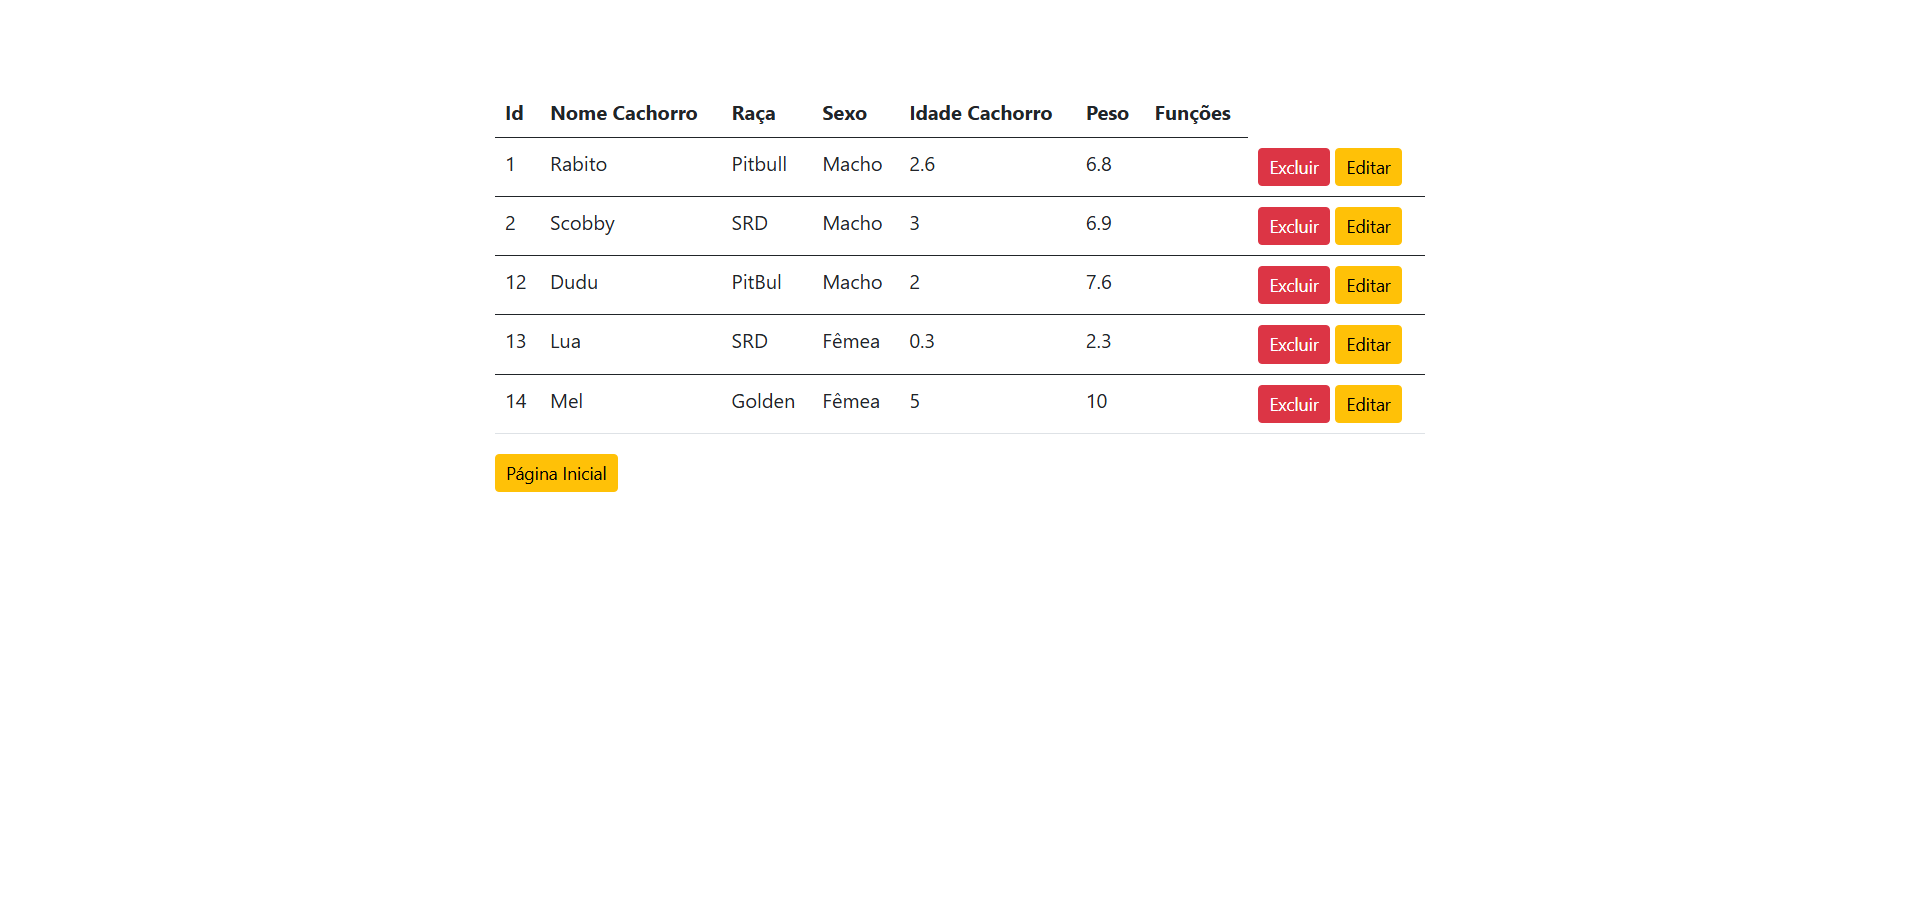 Id Nome Cachorro Raça Sexo Idade Cachorro Peso Funções
1 Rabito Pitbull Macho 2.6 6.8 Excluir Editar
2 Scobby SRD Macho 3 6.9 Excluir Editar
12 Dudu PitBul Macho 2 7.6 Excluir Editar
13 Lua SRD Fêmea 0.3 2.3 Excluir Editar
14 Mel Golden Fêmea 5 10 Excluir Editar
Página Inicial